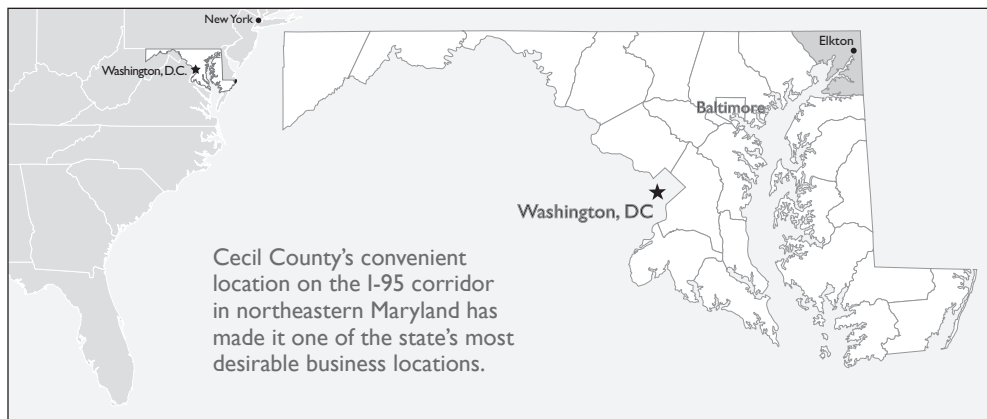 New York
Washington, D.C.
Elkton
Baltimore
Washington, DC
Cecil County’s convenient
location on the I-95 corridor
in northeastern Maryland has
made it one of the state’s most
desirable business locations.